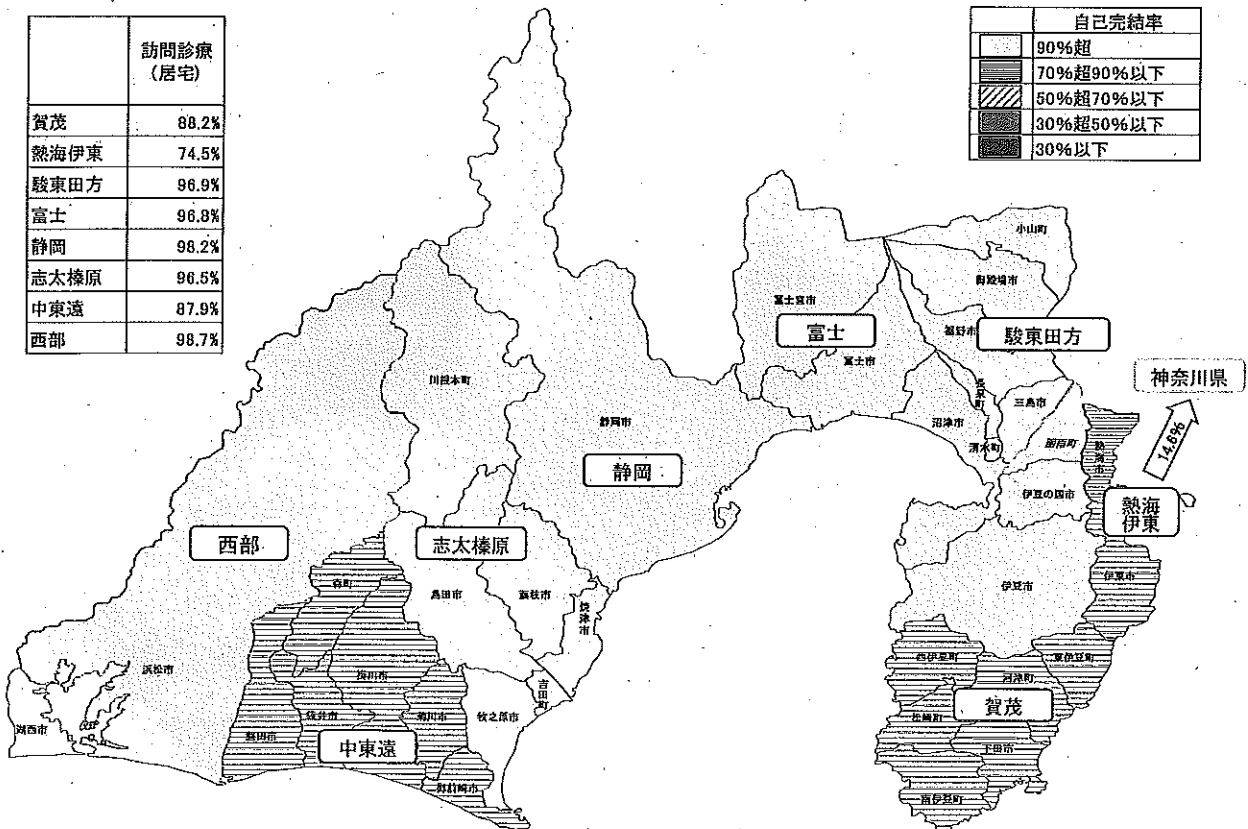 訪問診療
（居宅）
賀茂 88.2%
熱海伊東 74.5%
駿東田方 96.9%
富士 96.8%
静岡 98.2%
志太榛原 96.5%
中東遠 87.9%
西部 98.7%
自己完結率
90%超
70%超90%以下
50%超70%以下
30%超50%以下
30%以下
小山町
御殿場市
富士宮市
富士
裾野市
駿東田方
富士市
川根本町
長泉町
三島市
神奈川県
14.6%
静岡市
沼津市
清水町
函南町
熱海市
静岡
伊豆の国市
熱海
伊東
西部
志太榛原
森町
島田市
藤枝市
焼津市
伊豆市
伊東市
浜松市
掛川市
吉田町
西伊豆町
東伊豆町
河津町
湖西市
磐田市
袋井市
菊川市
牧之原市
松崎町
賀茂
中東遠
下田市
御前崎市
南伊豆町